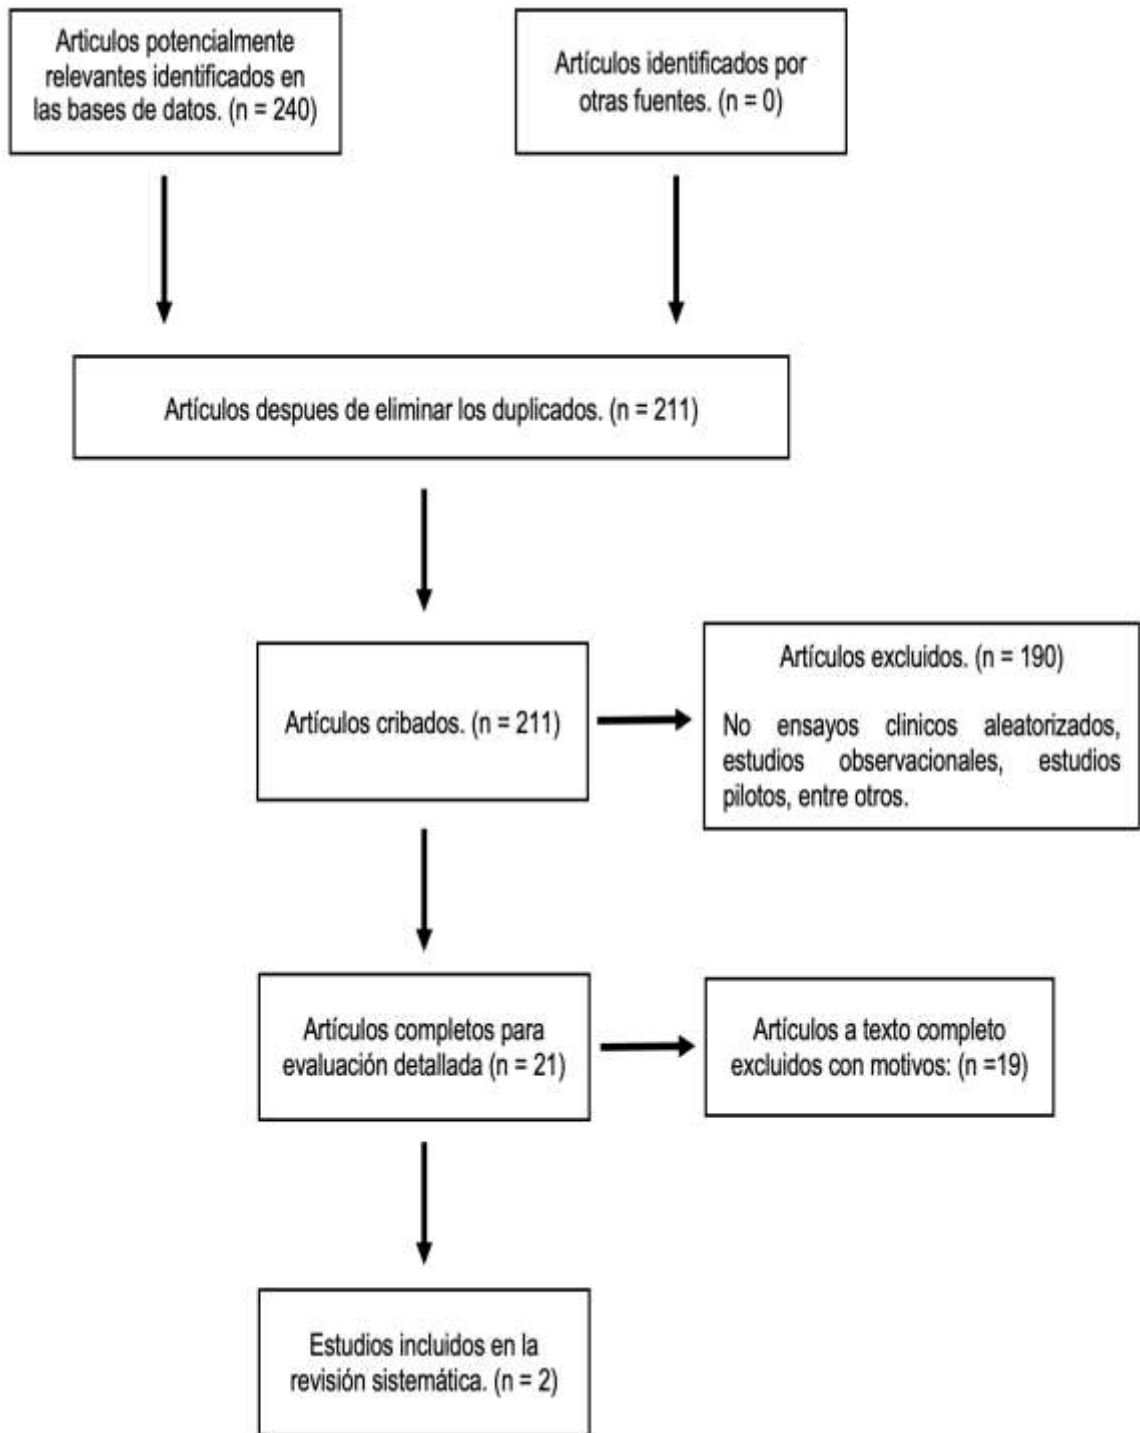 Articulos potencialmente
relevantes identificados en
las bases de datos. (n = 240)
Artículos identificados por
otras fuentes. (n = 0)
Artículos despues de eliminar los duplicados. (n = 211)
Artículos cribados. (n = 211)
Artículos excluidos. (n = 190)
No ensayos clinicos aleatorizados,
estudios observacionales, estudios
pilotos, entre otros.
Artículos completos para
evaluación detallada (n = 21)
Artículos a texto completo
excluidos con motivos: (n =19)
Estudios incluidos en la
revisión sistemática. (n = 2)